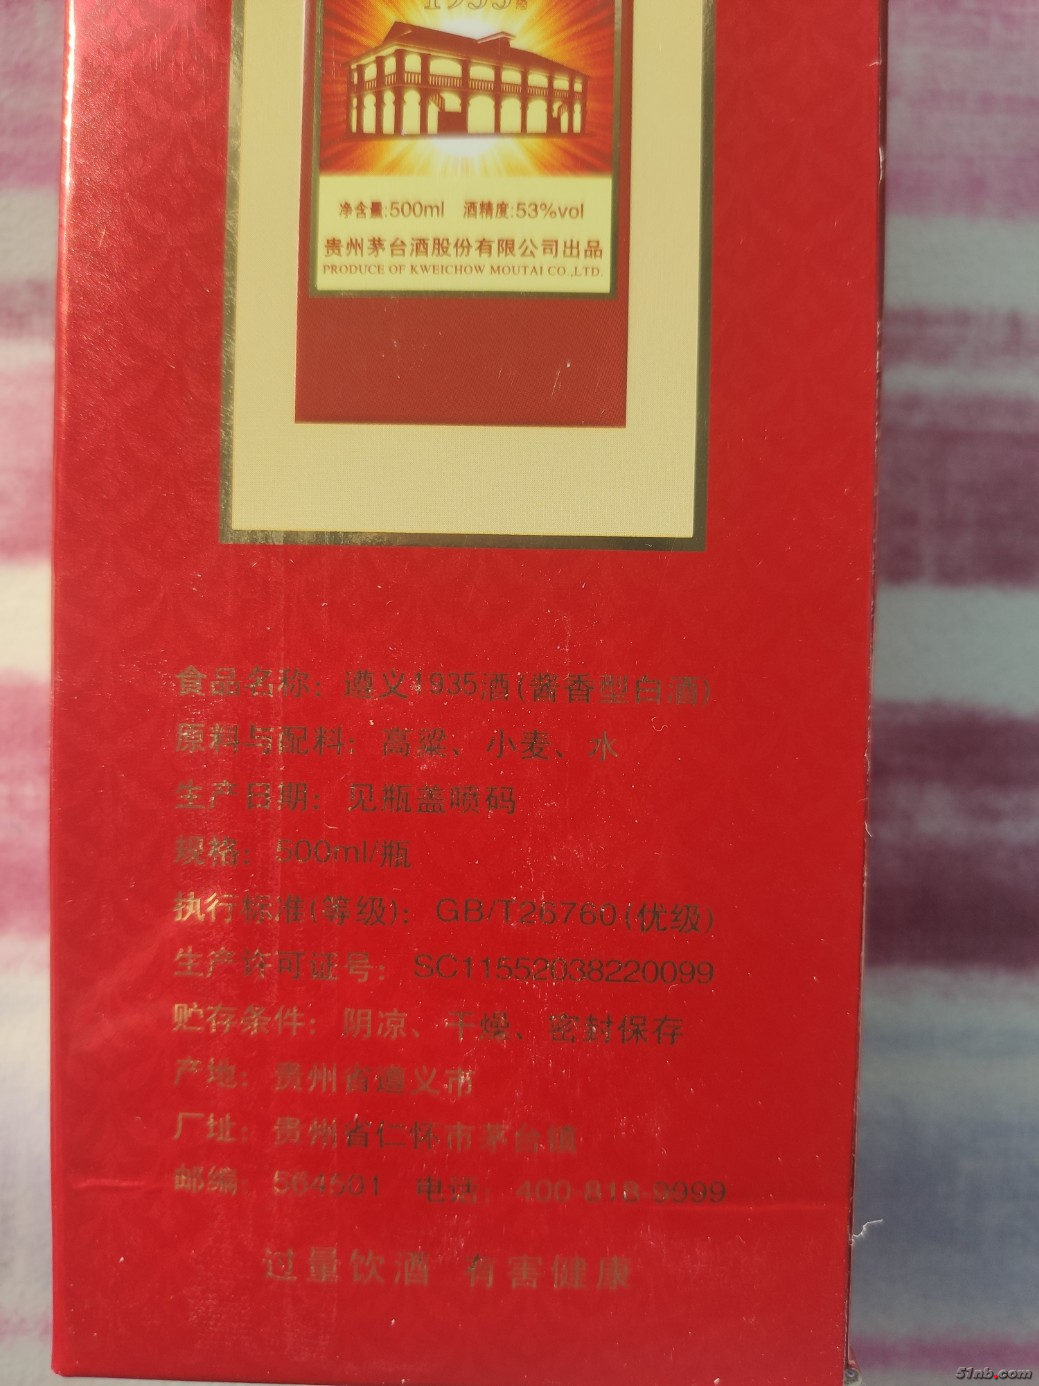 1935
净含量:500ml 酒精度:53%vol
贵州茅台酒股份有限公司出品
PRODUCE OF KWEICHOW MOUTAI CO.,LTD.
食品名称：遵义1935酒(酱香型白酒)
原料与配料：高粱、小麦、水
生产日期：见瓶盖喷码
规格：500ml/瓶
执行标准(等级)：GB/T26760(优级)
生产许可证号：SC11552038220099
贮存条件：阴凉、干燥、密封保存
产地：贵州省遵义市
厂址：贵州省仁怀市茅台镇
邮编：564501 电话：400-818-9999
过量饮酒 有害健康
51nb.com